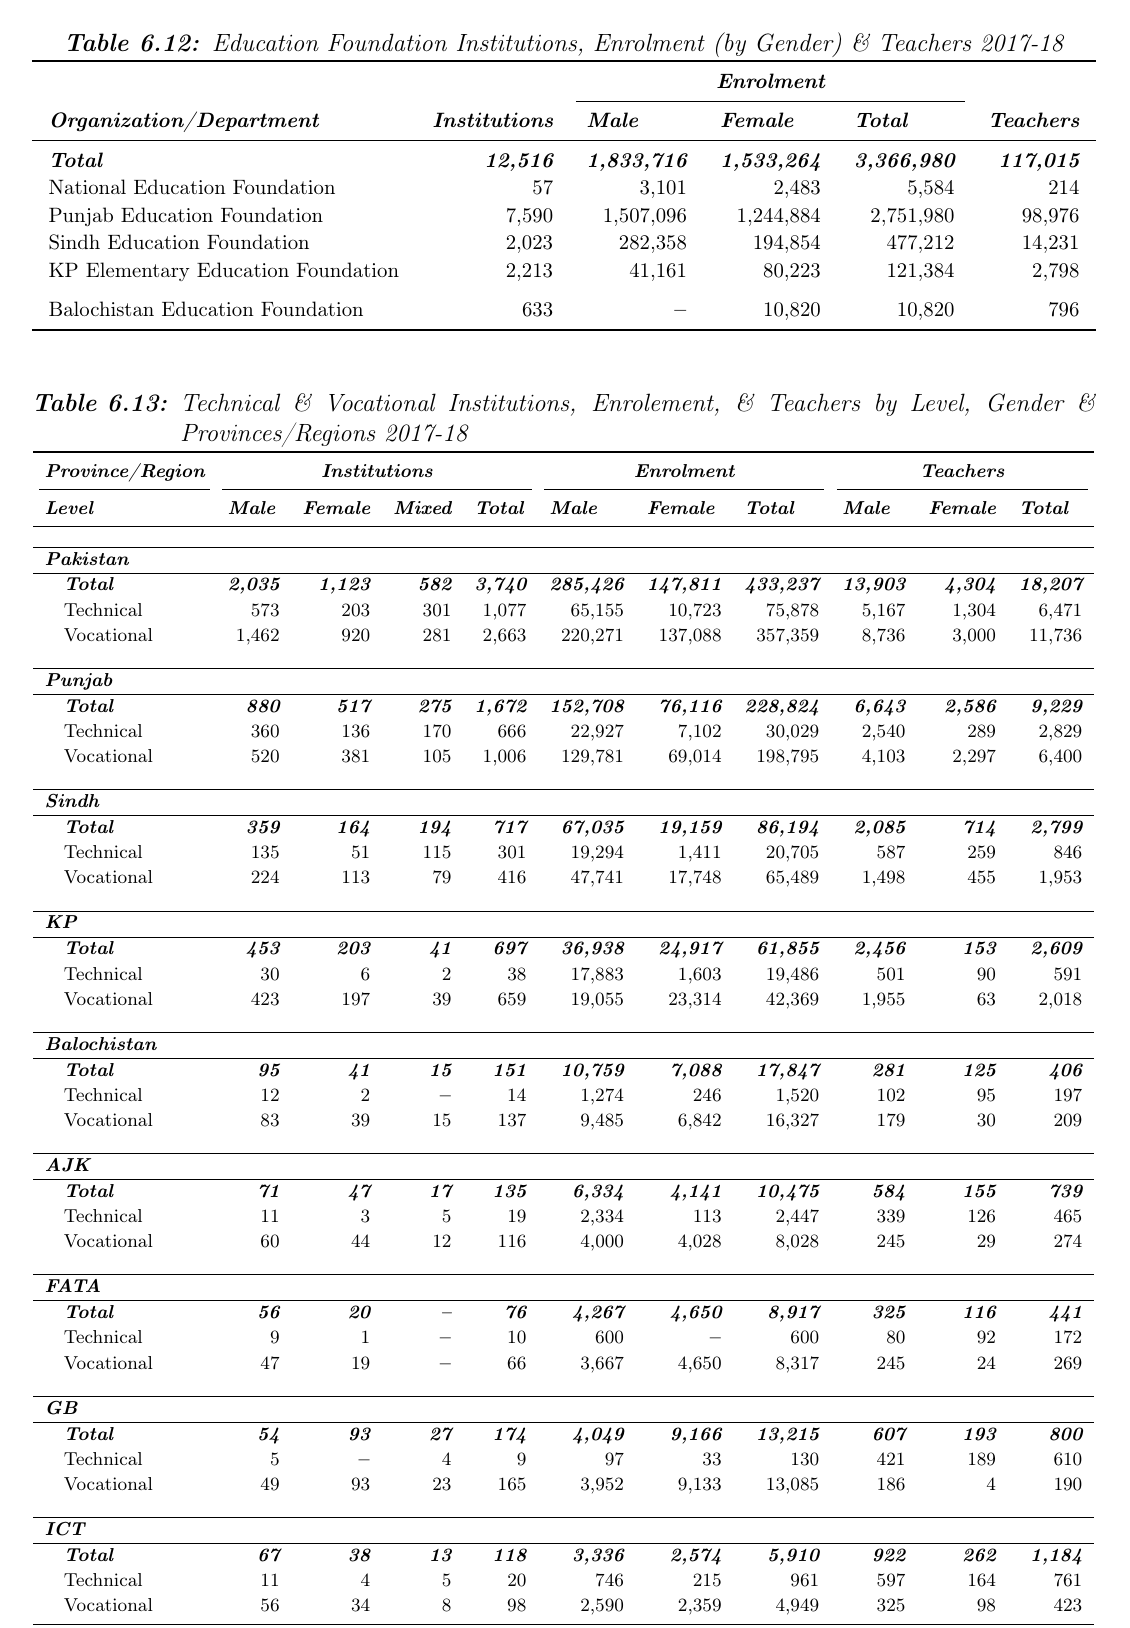 Table 6.12: Education Foundation Institutions, Enrolment (by Gender) & Teachers 2017-18
Enrolment
Organization/Department Institutions Male Female Total Teachers
Total 12,516 1,833,716 1,533,264 3,366,980 117,015
National Education Foundation 57 3,101 2,483 5,584 214
Punjab Education Foundation 7,590 1,507,096 1,244,884 2,751,980 98,976
Sindh Education Foundation 2,023 282,358 194,854 477,212 14,231
KP Elementary Education Foundation 2,213 41,161 80,223 121,384 2,798
Balochistan Education Foundation 633 – 10,820 10,820 796
Table 6.13: Technical & Vocational Institutions, Enrolement, & Teachers by Level, Gender &
Provinces/Regions 2017-18
Province/Region Institutions Enrolment Teachers
Level Male Female Mixed Total Male Female Total Male Female Total
Pakistan
Total 2,035 1,123 582 3,740 285,426 147,811 433,237 13,903 4,304 18,207
Technical 573 203 301 1,077 65,155 10,723 75,878 5,167 1,304 6,471
Vocational 1,462 920 281 2,663 220,271 137,088 357,359 8,736 3,000 11,736
Punjab
Total 880 517 275 1,672 152,708 76,116 228,824 6,643 2,586 9,229
Technical 360 136 170 666 22,927 7,102 30,029 2,540 289 2,829
Vocational 520 381 105 1,006 129,781 69,014 198,795 4,103 2,297 6,400
Sindh
Total 359 164 194 717 67,035 19,159 86,194 2,085 714 2,799
Technical 135 51 115 301 19,294 1,411 20,705 587 259 846
Vocational 224 113 79 416 47,741 17,748 65,489 1,498 455 1,953
KP
Total 453 203 41 697 36,938 24,917 61,855 2,456 153 2,609
Technical 30 6 2 38 17,883 1,603 19,486 501 90 591
Vocational 423 197 39 659 19,055 23,314 42,369 1,955 63 2,018
Balochistan
Total 95 41 15 151 10,759 7,088 17,847 281 125 406
Technical 12 2 – 14 1,274 246 1,520 102 95 197
Vocational 83 39 15 137 9,485 6,842 16,327 179 30 209
AJK
Total 71 47 17 135 6,334 4,141 10,475 584 155 739
Technical 11 3 5 19 2,334 113 2,447 339 126 465
Vocational 60 44 12 116 4,000 4,028 8,028 245 29 274
FATA
Total 56 20 – 76 4,267 4,650 8,917 325 116 441
Technical 9 1 – 10 600 – 600 80 92 172
Vocational 47 19 – 66 3,667 4,650 8,317 245 24 269
GB
Total 54 93 27 174 4,049 9,166 13,215 607 193 800
Technical 5 – 4 9 97 33 130 421 189 610
Vocational 49 93 23 165 3,952 9,133 13,085 186 4 190
ICT
Total 67 38 13 118 3,336 2,574 5,910 922 262 1,184
Technical 11 4 5 20 746 215 961 597 164 761
Vocational 56 34 8 98 2,590 2,359 4,949 325 98 423